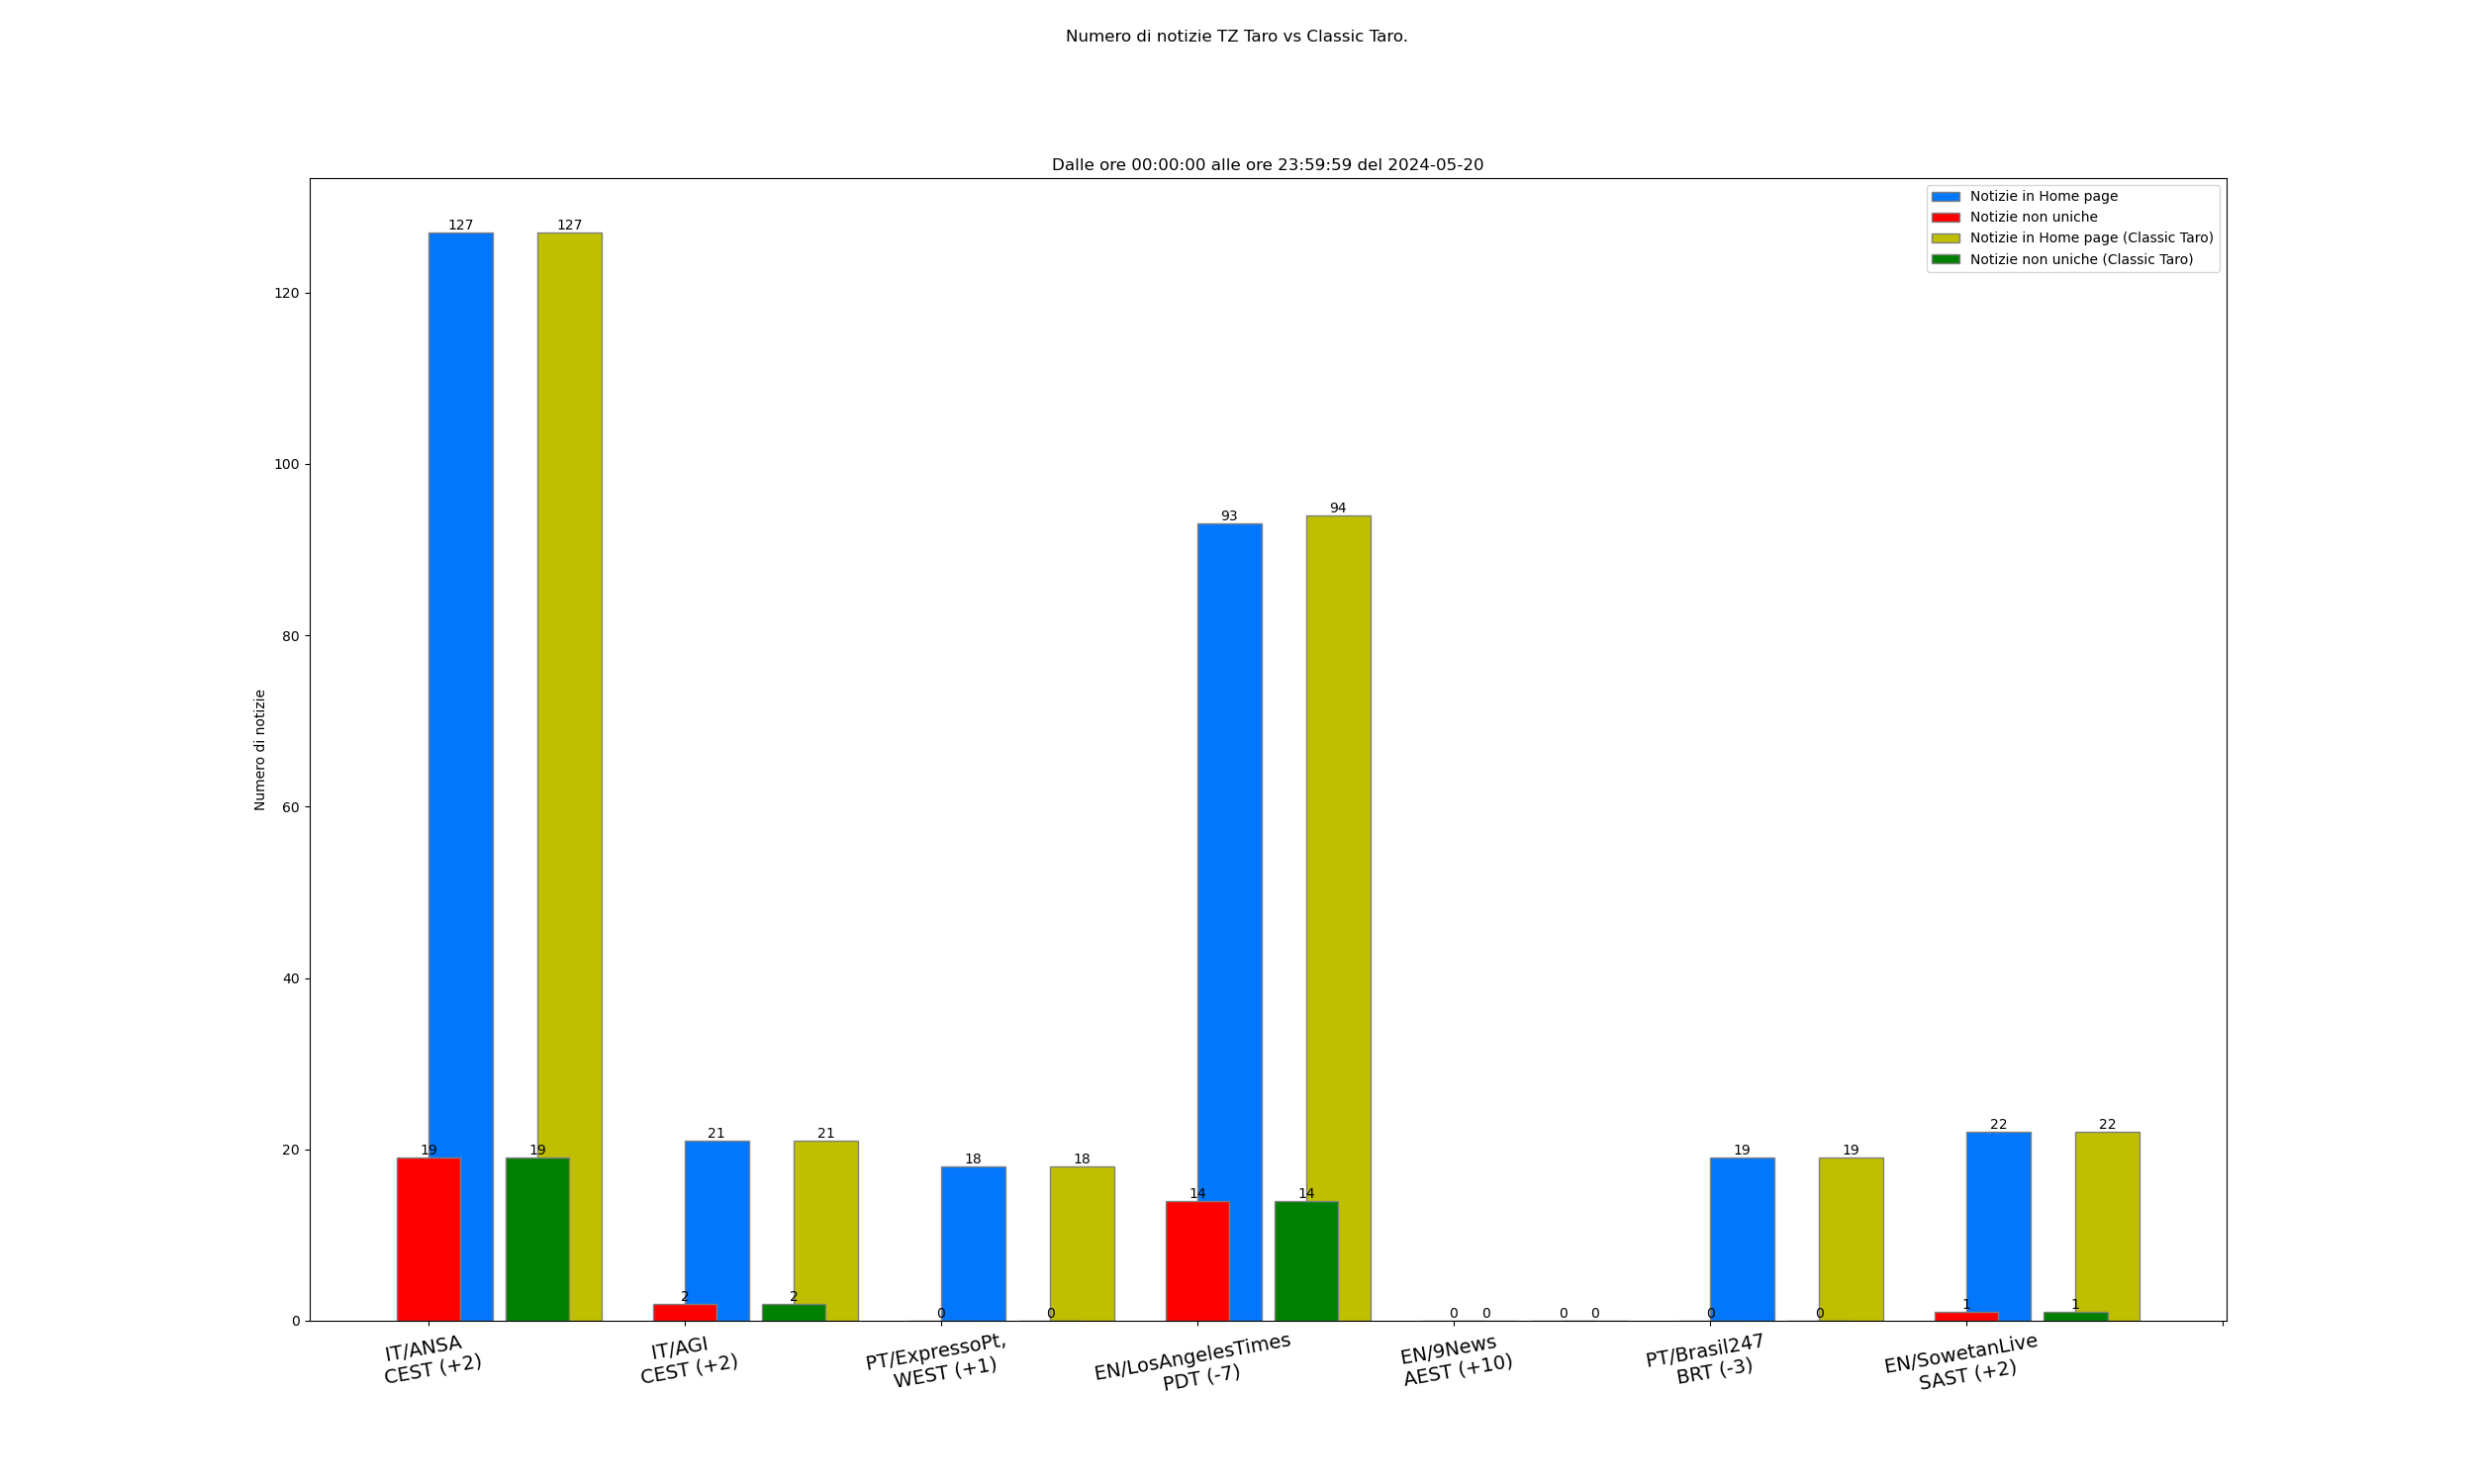 Numero di notizie TZ Taro vs Classic Taro.
Dalle ore 00:00:00 alle ore 23:59:59 del 2024-05-20
Notizie in Home page
Notizie non uniche
Notizie in Home page (Classic Taro)
Notizie non uniche (Classic Taro)
Numero di notizie
120
100
80
60
40
20
0
127
127
19
19
21
21
2
2
18
18
0
0
93
94
14
14
0
0
0
0
19
19
0
0
22
22
1
1
IT/ANSA
CEST (+2)
IT/AGI
CEST (+2)
PT/ExpressoPt,
WEST (+1)
EN/LosAngelesTimes
PDT (-7)
EN/9News
AEST (+10)
PT/Brasil247
BRT (-3)
EN/SowetanLive
SAST (+2)